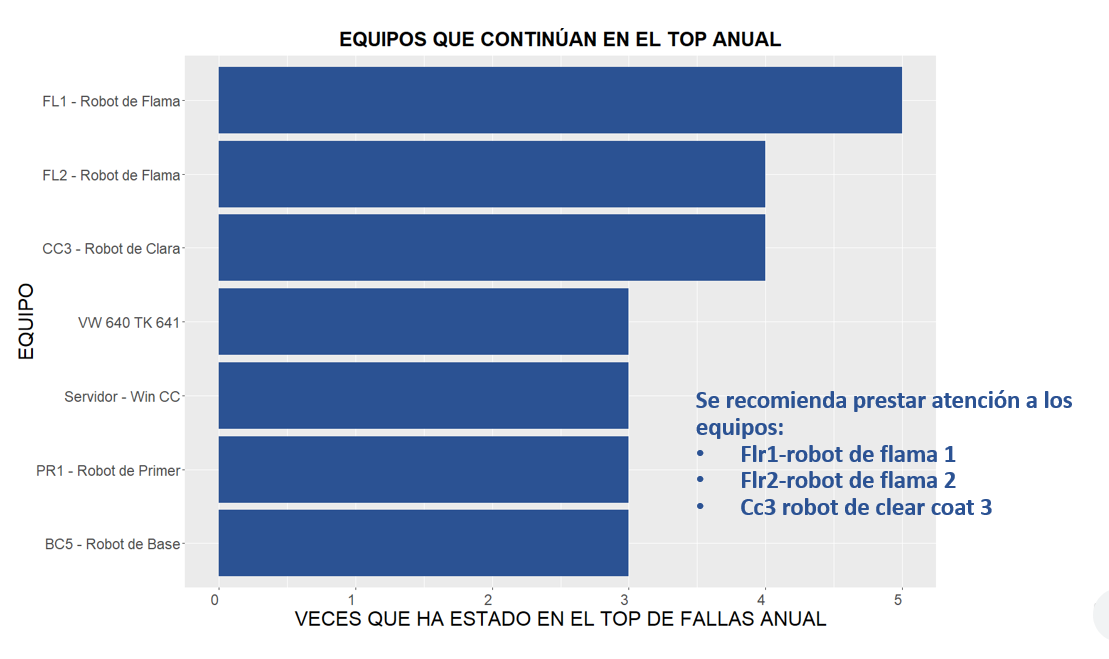 EQUIPOS QUE CONTINÚAN EN EL TOP ANUAL
EQUIPO
FL1 - Robot de Flama
FL2 - Robot de Flama
CC3 - Robot de Clara
VW 640 TK 641
Servidor - Win CC
PR1 - Robot de Primer
BC5 - Robot de Base
Se recomienda prestar atención a los
equipos:
• Flr1-robot de flama 1
• Flr2-robot de flama 2
• Cc3 robot de clear coat 3
0 1 2 3 4 5
VECES QUE HA ESTADO EN EL TOP DE FALLAS ANUAL